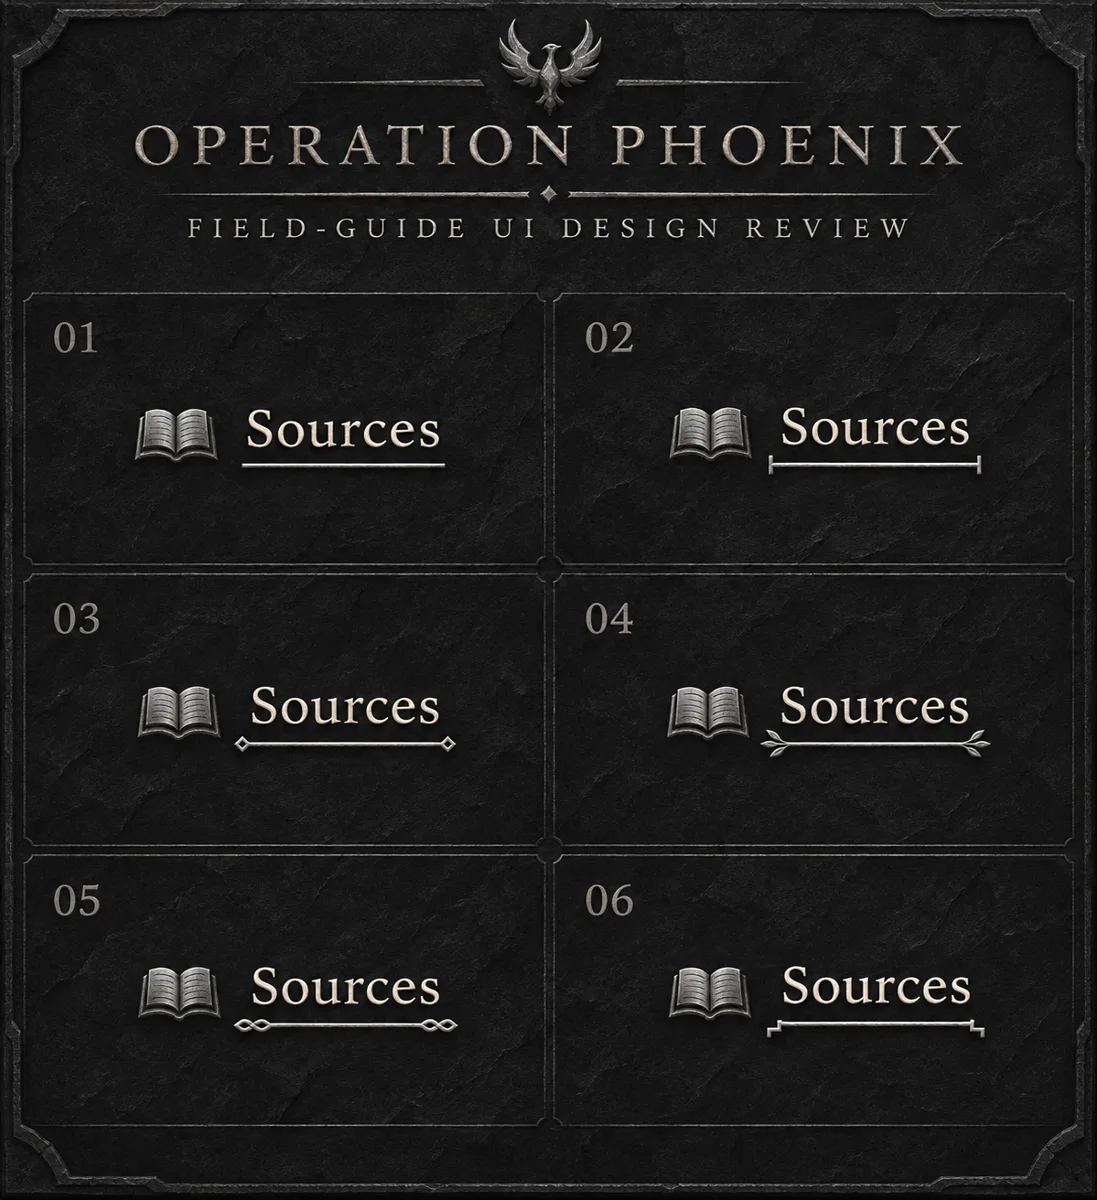 OPERATION PHOENIX
FIELD-GUIDE UI DESIGN REVIEW
01
Sources
02
Sources
03
Sources
04
Sources
05
Sources
06
Sources